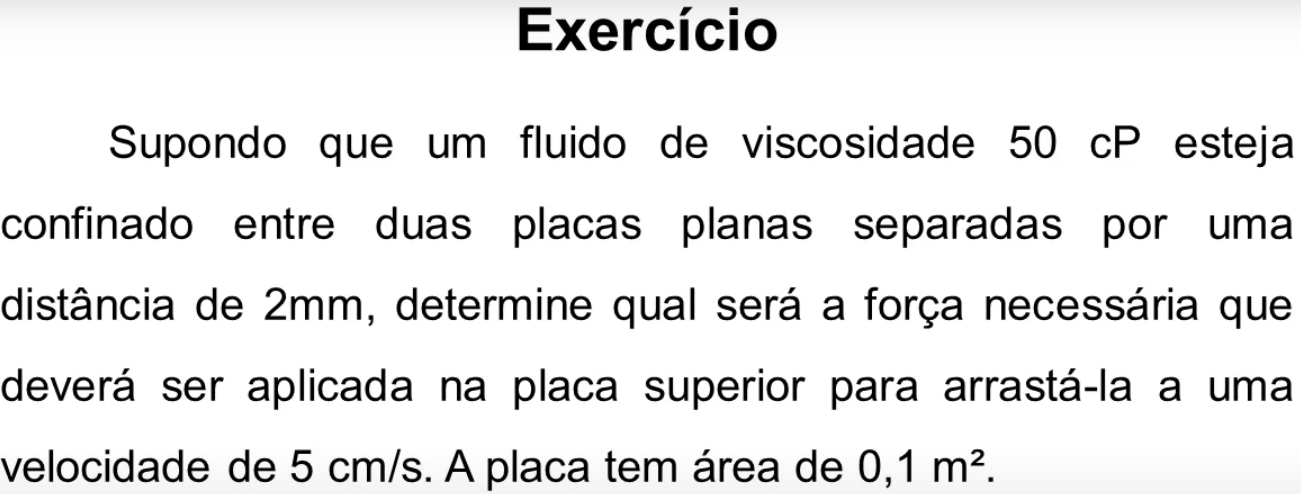 Exercício
Supondo que um fluido de viscosidade 50 cP esteja
confinado entre duas placas planas separadas por uma
distância de 2mm, determine qual será a força necessária que
deverá ser aplicada na placa superior para arrastá-la a uma
velocidade de 5 cm/s. A placa tem área de 0,1 m².